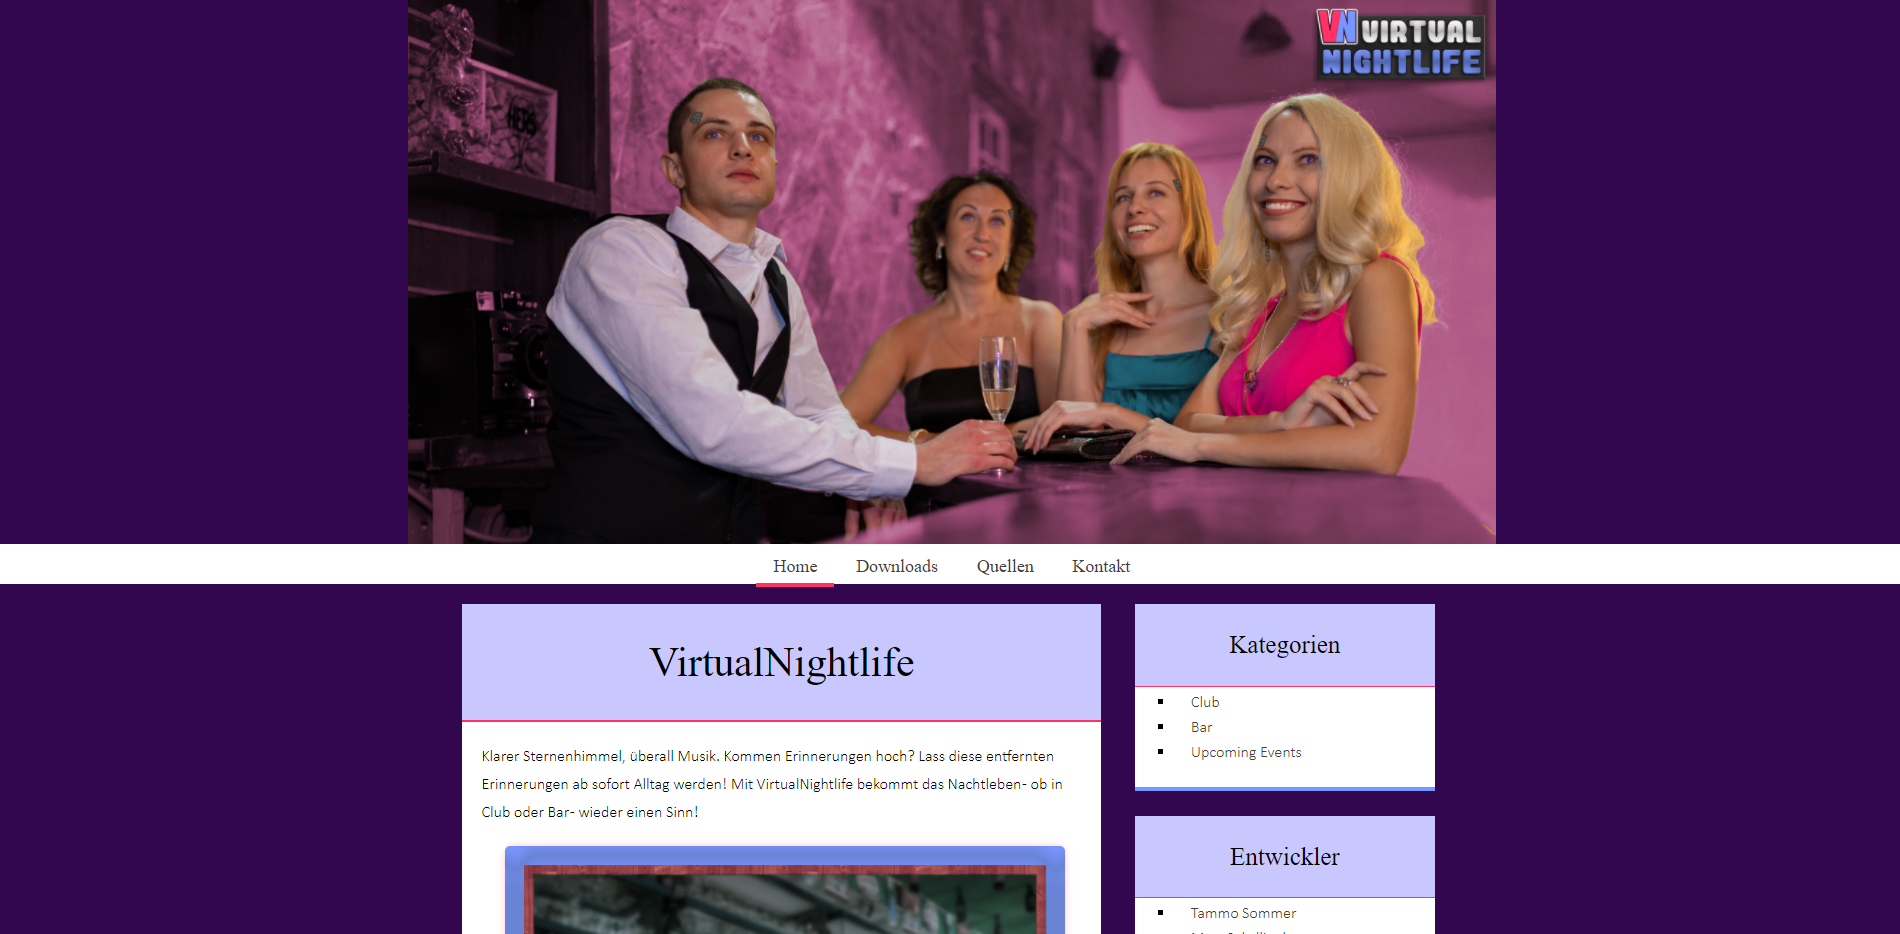 VN VIRTUAL
NIGHTLIFE
Home Downloads Quellen Kontakt
VirtualNightlife
Klarer Sternenhimmel, überall Musik. Kommen Erinnerungen hoch? Lass diese entfernten
Erinnerungen ab sofort Alltag werden! Mit VirtualNightlife bekommt das Nachtleben- ob in
Club oder Bar- wieder einen Sinn!
Kategorien
Club
Bar
Upcoming Events
Entwickler
Tammo Sommer